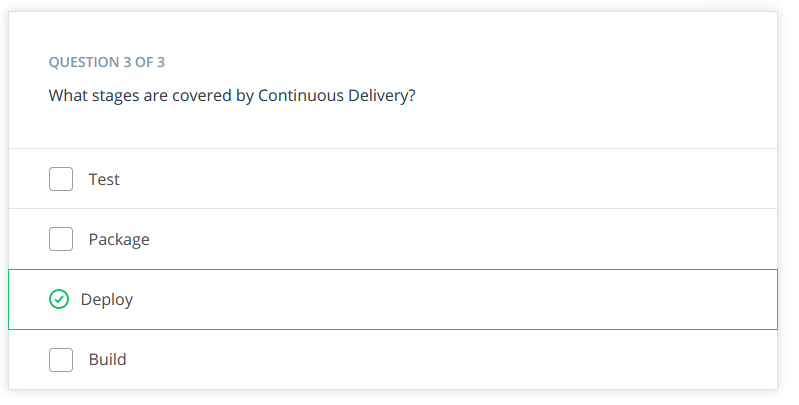 QUESTION 3 OF 3
What stages are covered by Continuous Delivery?
Test
Package
Deploy
Build